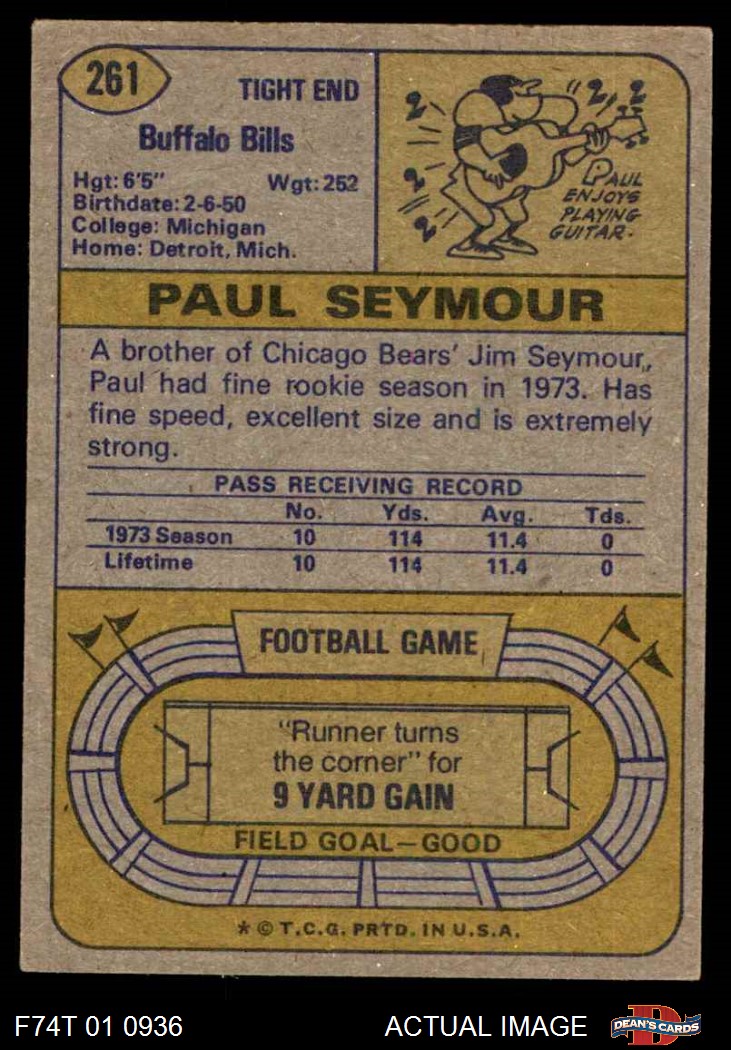 261
TIGHT END
Buffalo Bills
Hgt: 6'5" Wgt: 252
Birthdate: 2-6-50
College: Michigan
Home: Detroit, Mich.
PAUL
ENJOYS
PLAYING
GUITAR.
PAUL SEYMOUR
A brother of Chicago Bears' Jim Seymour,
Paul had fine rookie season in 1973. Has
fine speed, excellent size and is extremely
strong.
PASS RECEIVING RECORD
No. Yds. Avg. Tds.
1973 Season 10 114 11.4 0
Lifetime 10 114 11.4 0
FOOTBALL GAME
"Runner turns
the corner" for
9 YARD GAIN
FIELD GOAL—GOOD
* © T.C.G. PRTD. IN U.S.A.
F74T 01 0936 ACTUAL IMAGE
D
DEAN'S CARDS